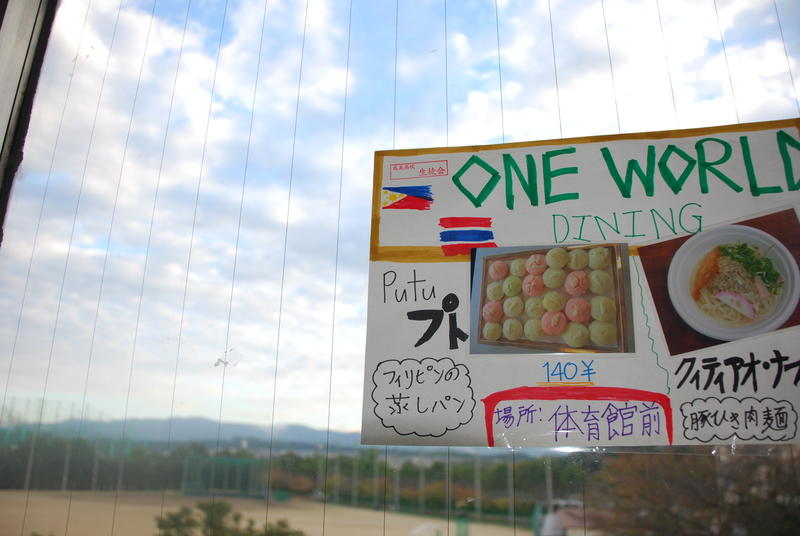 生徒会
ONE WORLD
DINING
Putu
プト
フィリピンの
蒸しパン
140¥
場所:体育館前
クィティアオ・ナ
豚ひき肉麺